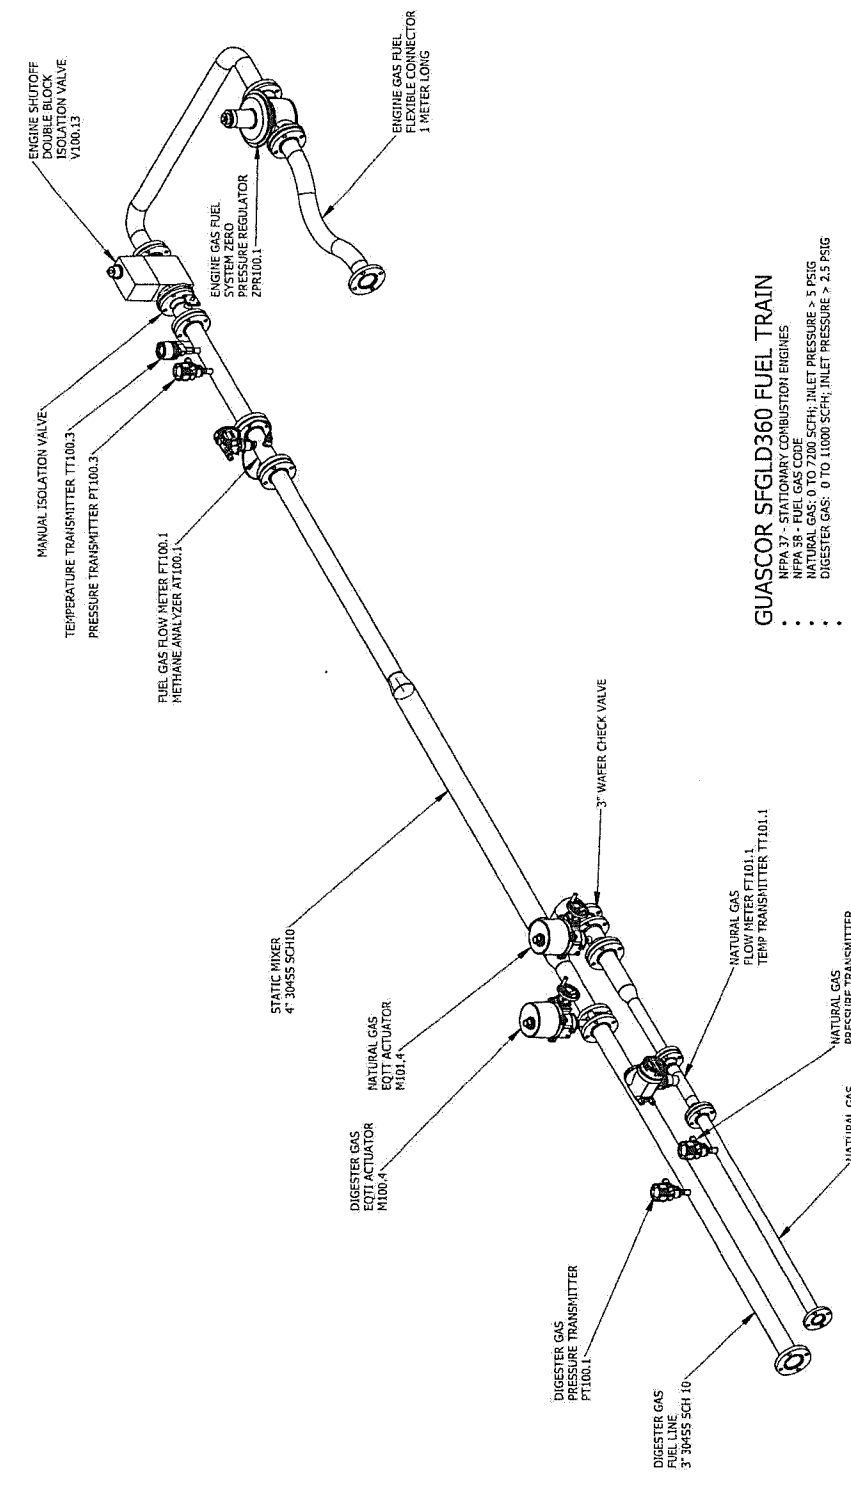 ENGINE SHUTOFF
DOUBLE BLOCK
ISOLATION VALVE
V100.13
ENGINE GAS FUEL
FLEXIBLE CONNECTOR
1 METER LONG
ENGINE GAS FUEL
SYSTEM ZERO
PRESSURE REGULATOR
ZPR100.1
MANUAL ISOLATION VALVE
TEMPERATURE TRANSMITTER TT100.3
PRESSURE TRANSMITTER PT100.3
FUEL GAS FLOW METER FT100.1
METHANE ANALYZER AT100.1
GUASCOR SFGLD360 FUEL TRAIN
• NFPA 37 - STATIONARY COMBUSTION ENGINES
• NFPA 58 - FUEL GAS CODE
• NATURAL GAS: 0 TO 7200 SCFH; INLET PRESSURE > 5 PSIG
• DIGESTER GAS: 0 TO 11000 SCFH; INLET PRESSURE > 2.5 PSIG
•
STATIC MIXER
4" 304SS SCH10
3" WAFER CHECK VALVE
NATURAL GAS
EQTI ACTUATOR
M101.4
NATURAL GAS
FLOW METER FT101.1
TEMP TRANSMITTER TT101.1
DIGESTER GAS
EQTI ACTUATOR
M100.4
NATURAL GAS
PRESSURE TRANSMITTER
NATURAL GAS
DIGESTER GAS
PRESSURE TRANSMITTER
PT100.1
DIGESTER GAS
FUEL LINE
3" 304SS SCH 10